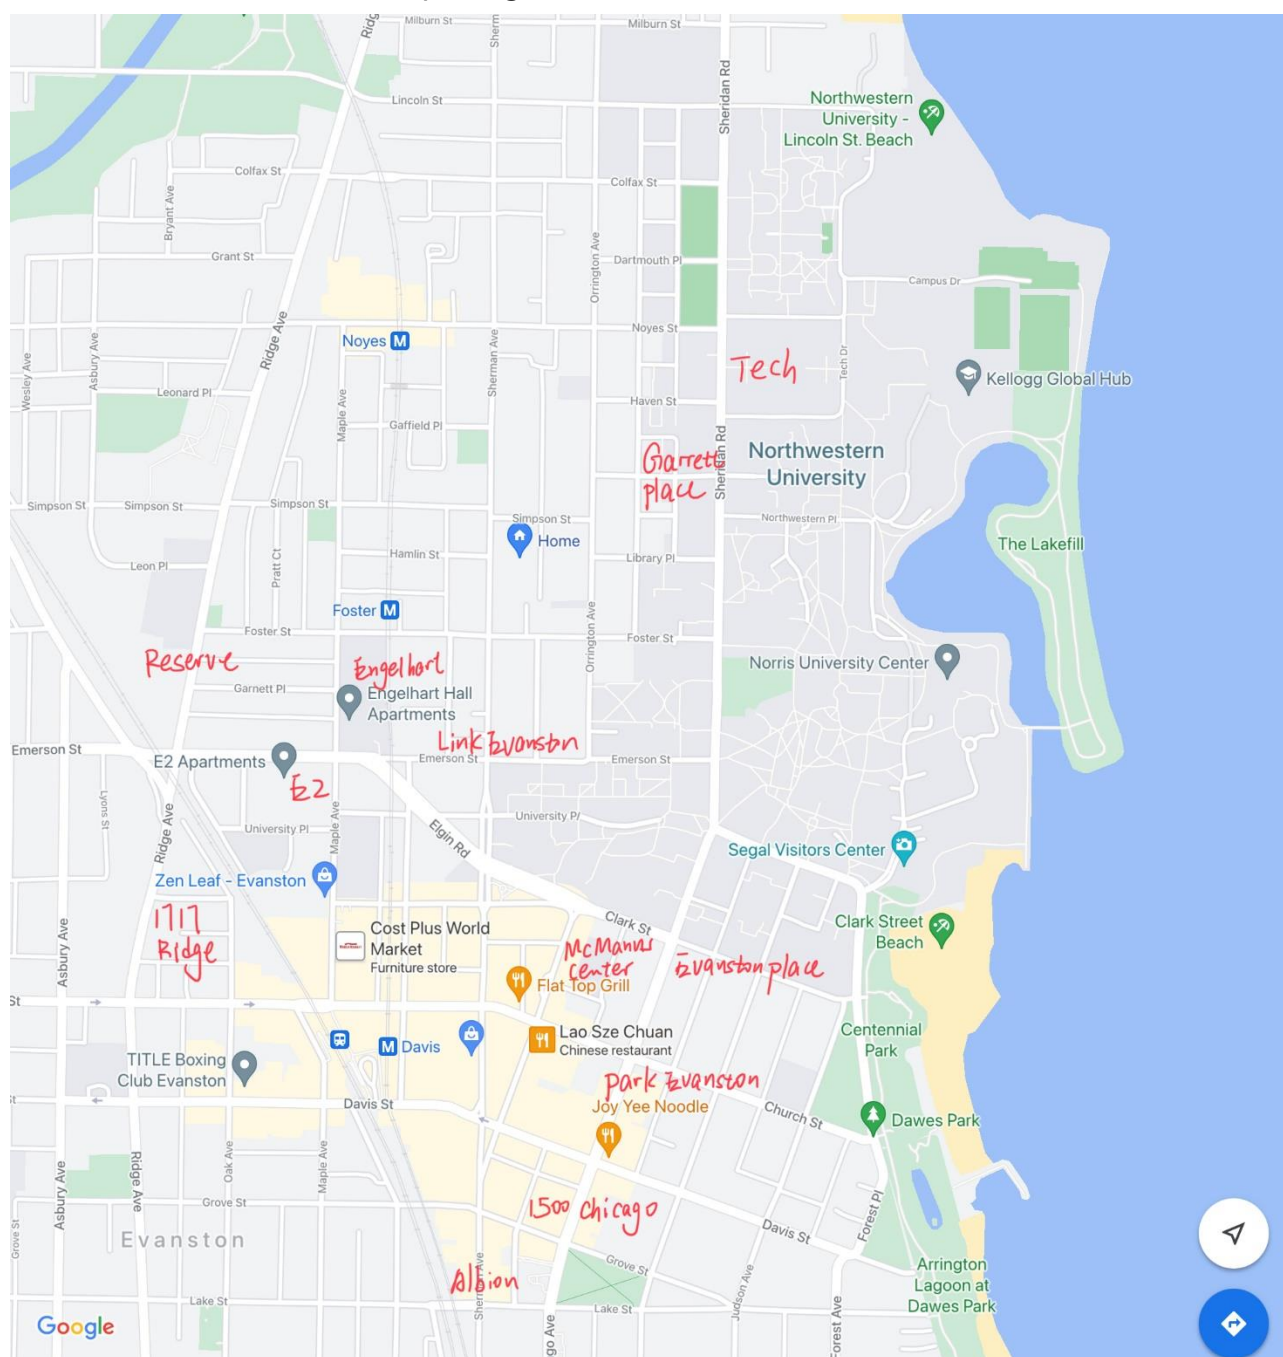 Milburn St
Milburn St
Ridg
Sherm
Sheridan Rd
Lincoln St
Northwestern
University -
Lincoln St. Beach
Colfax St
Colfax St
Bryant Ave
Grant St
Orrington Ave
Dartmouth Pl
Campus Dr
Noyes St
Noyes
Ridge Ave
Asbury Ave
Wesley Ave
Sherman Ave
Tech
Tech Dr
Kellogg Global Hub
Leonard Pl
Maple Ave
Haven St
Gaffield Pl
Garrett
place
Sheridan Rd
Northwestern
University
Simpson St
Simpson St
Simpson St
Simpson St
Northwestern Pl
Home
The Lakefill
Hamlin St
Library Pl
Leon Pl
Pratt Ct
Foster
Foster St
Foster St
Orrington Ave
Reserve
Engelhart
Norris University Center
Garnett Pl
Engelhart Hall
Apartments
Link Evanston
Emerson St
E2 Apartments
Emerson St
Emerson St
E2
Lyons St
Ridge Ave
Maple Ave
University Pl
University Pl
Elgin Rd
Segal Visitors Center
Zen Leaf - Evanston
1717
Ridge
Asbury Ave
Cost Plus World
Market
Furniture store
Clark St
McManus
Center
Evanston place
Clark Street
Beach
Flat Top Grill
St
Lao Sze Chuan
Chinese restaurant
Centennial
Park
Davis
TITLE Boxing
Club Evanston
park Evanston
Joy Yee Noodle
Davis St
Church St
Dawes Park
St
Asbury Ave
Ridge Ave
Oak Ave
Maple Ave
Grove St
Grove St
1500 Chicago
Davis St
Forest Pl
Evanston
Grove St
Albion
Sherman Ave
Judson Ave
Arrington
Lagoon at
Dawes Park
Lake St
Lake St
go Ave
Forest Ave
Google